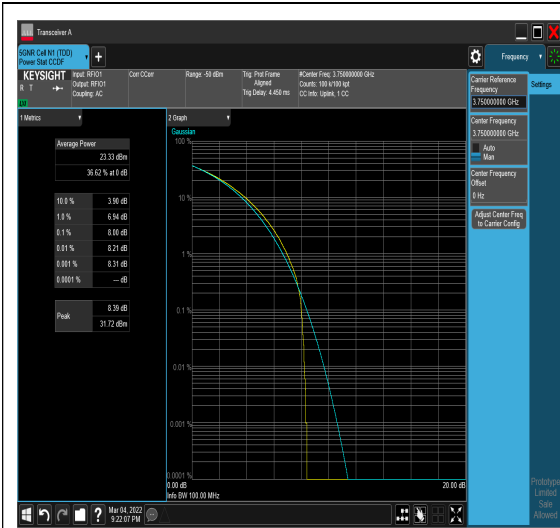 Transceiver A
5GNR Cell N1 (TDD)
Power Stat CCDF
+
Frequency
KEYSIGHT
R T
Input: RFIO1
Output: RFIO1
Coupling: AC
Corr CCorr
Range: -50 dBm
Trig: Prot Frame
Aligned
Trig Delay: 4.450 ms
#Center Freq: 3.750000000 GHz
Counts: 100 k/100 kpt
CC Info: Uplink, 1 CC
1 Metrics
Average Power
23.33 dBm
36.62 % at 0 dB
10.0 % 3.90 dB
1.0 % 6.94 dB
0.1 % 8.00 dB
0.01 % 8.21 dB
0.001 % 8.31 dB
0.0001 % --- dB
Peak
8.39 dB
31.72 dBm
2 Graph
Gaussian
100 %
10 %
1 %
0.1 %
0.01 %
0.001 %
0.0001 %
0.00 dB
20.00 dB
Info BW 100.00 MHz
Carrier Reference
Frequency
3.750000000 GHz
Center Frequency
3.750000000 GHz
Auto
Man
Center Frequency
Offset
0 Hz
Adjust Center Freq
to Carrier Config
Settings
Prototype
Limited
Sale
Allowed
?
Mar 04, 2022
9:22:07 PM